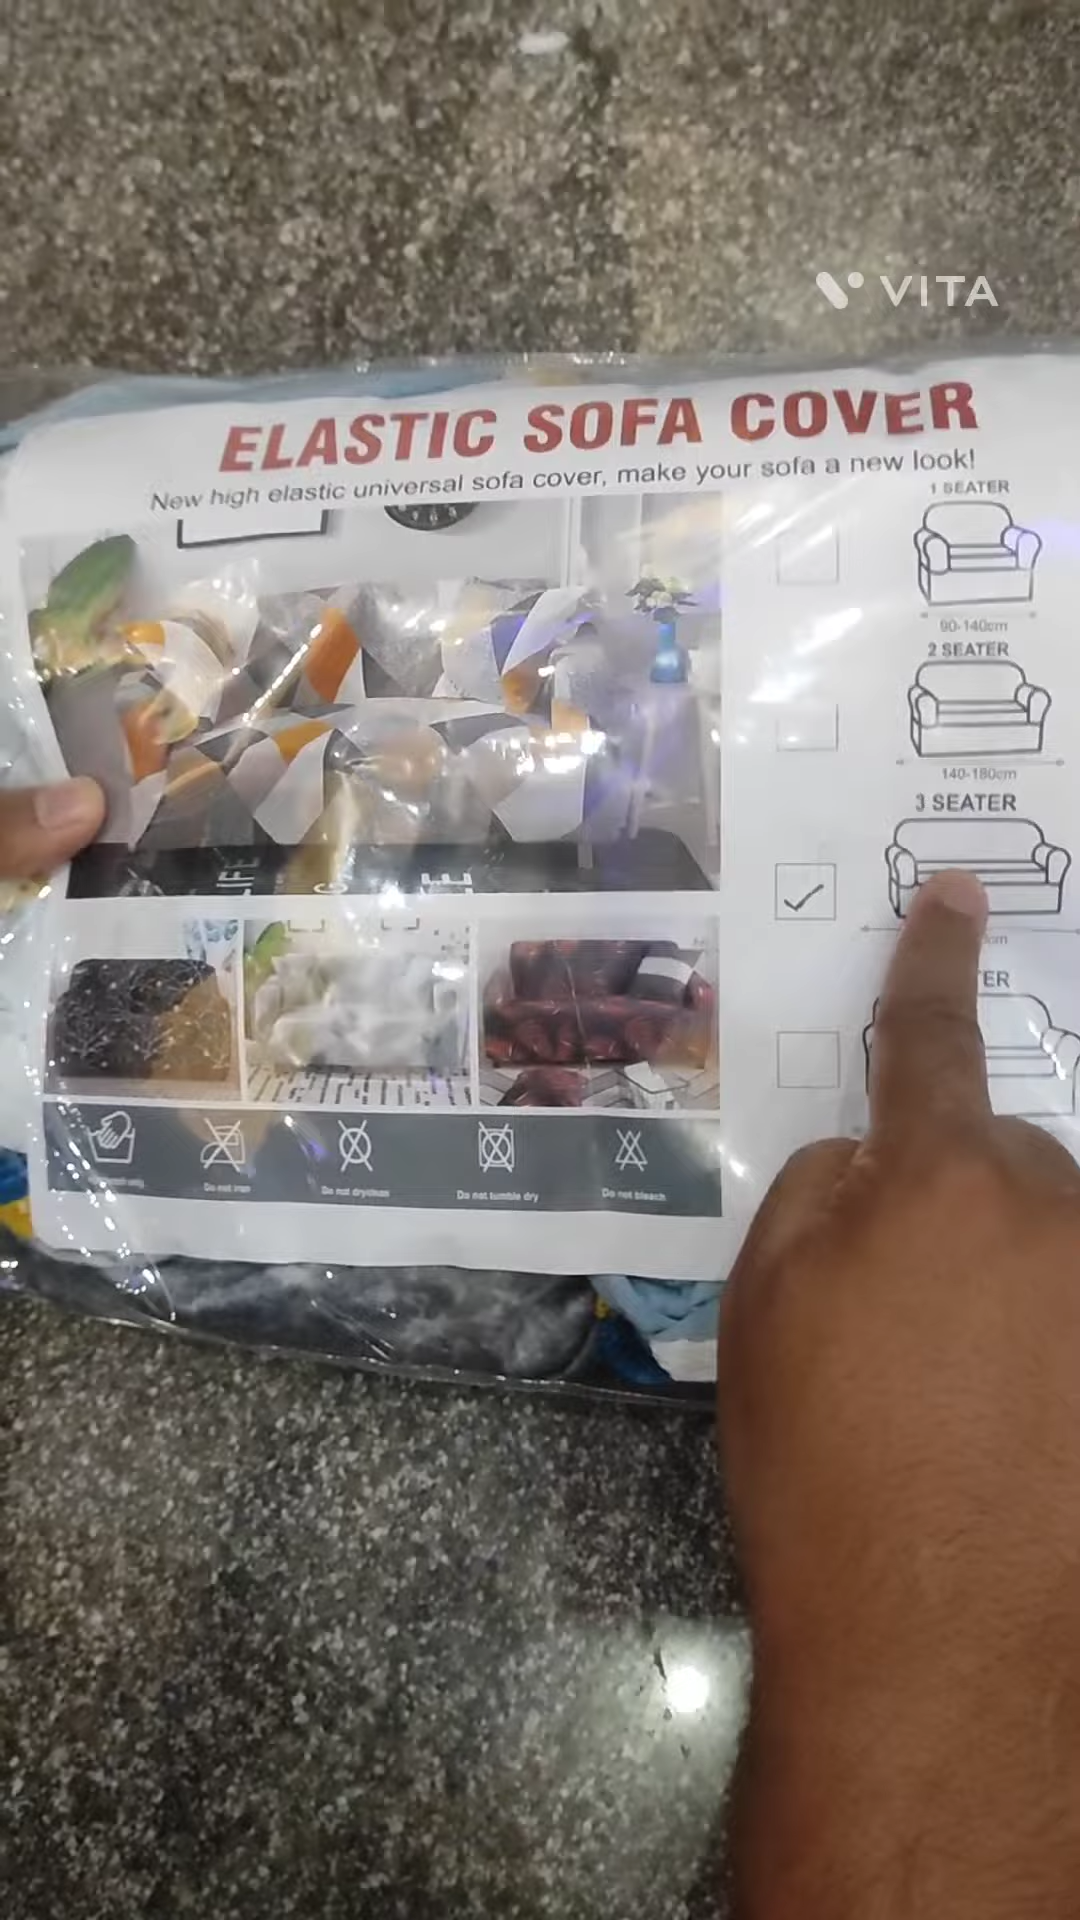 VITA
ELASTIC SOFA COVER
New high elastic universal sofa cover, make your sofa a new look!
1 SEATER
90-140cm
2 SEATER
140-180cm
3 SEATER
Do not iron
Do not dryclean
Do not tumble dry
Do not bleach